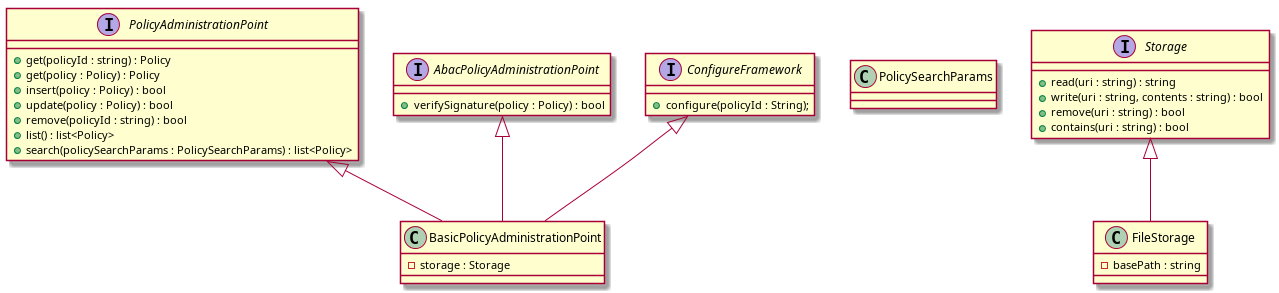 I PolicyAdministrationPoint
get(policyId : string) : Policy
get(policy : Policy) : Policy
insert(policy : Policy) : bool
update(policy : Policy) : bool
remove(policyId : string) : bool
list() : list<Policy>
search(policySearchParams : PolicySearchParams) : list<Policy>
I AbacPolicyAdministrationPoint
verifySignature(policy : Policy) : bool
I ConfigureFramework
configure(policyId : String);
C PolicySearchParams
I Storage
read(uri : string) : string
write(uri : string, contents : string) : bool
remove(uri : string) : bool
contains(uri : string) : bool
C BasicPolicyAdministrationPoint
storage : Storage
C FileStorage
basePath : string